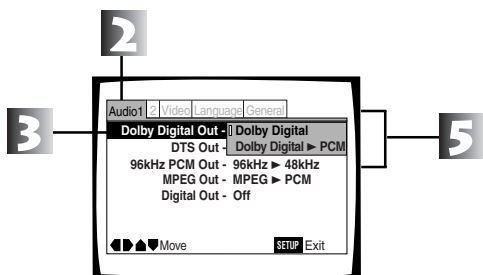 2
Audio1 2 Video Language General
3
Dolby Digital Out - Dolby Digital
5
DTS Out - Dolby Digital ► PCM
96kHz PCM Out - 96kHz ► 48kHz
MPEG Out - MPEG ► PCM
Digital Out - Off
Move SETUP Exit